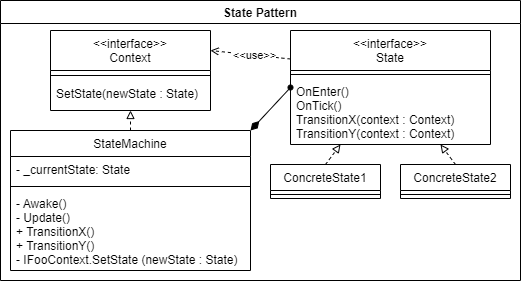 State Pattern
<<interface>>
Context
SetState(newState : State)
<<use>>
<<interface>>
State
OnEnter()
OnTick()
TransitionX(context : Context)
TransitionY(context : Context)
StateMachine
- _currentState: State
- Awake()
- Update()
+ TransitionX()
+ TransitionY()
- IFooContext.SetState (newState : State)
ConcreteState1
ConcreteState2